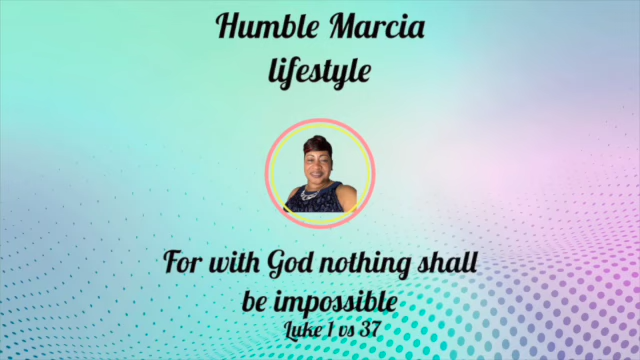 Humble Marcia
lifestyle
For with God nothing shall
be impossible
Luke 1 vs 37